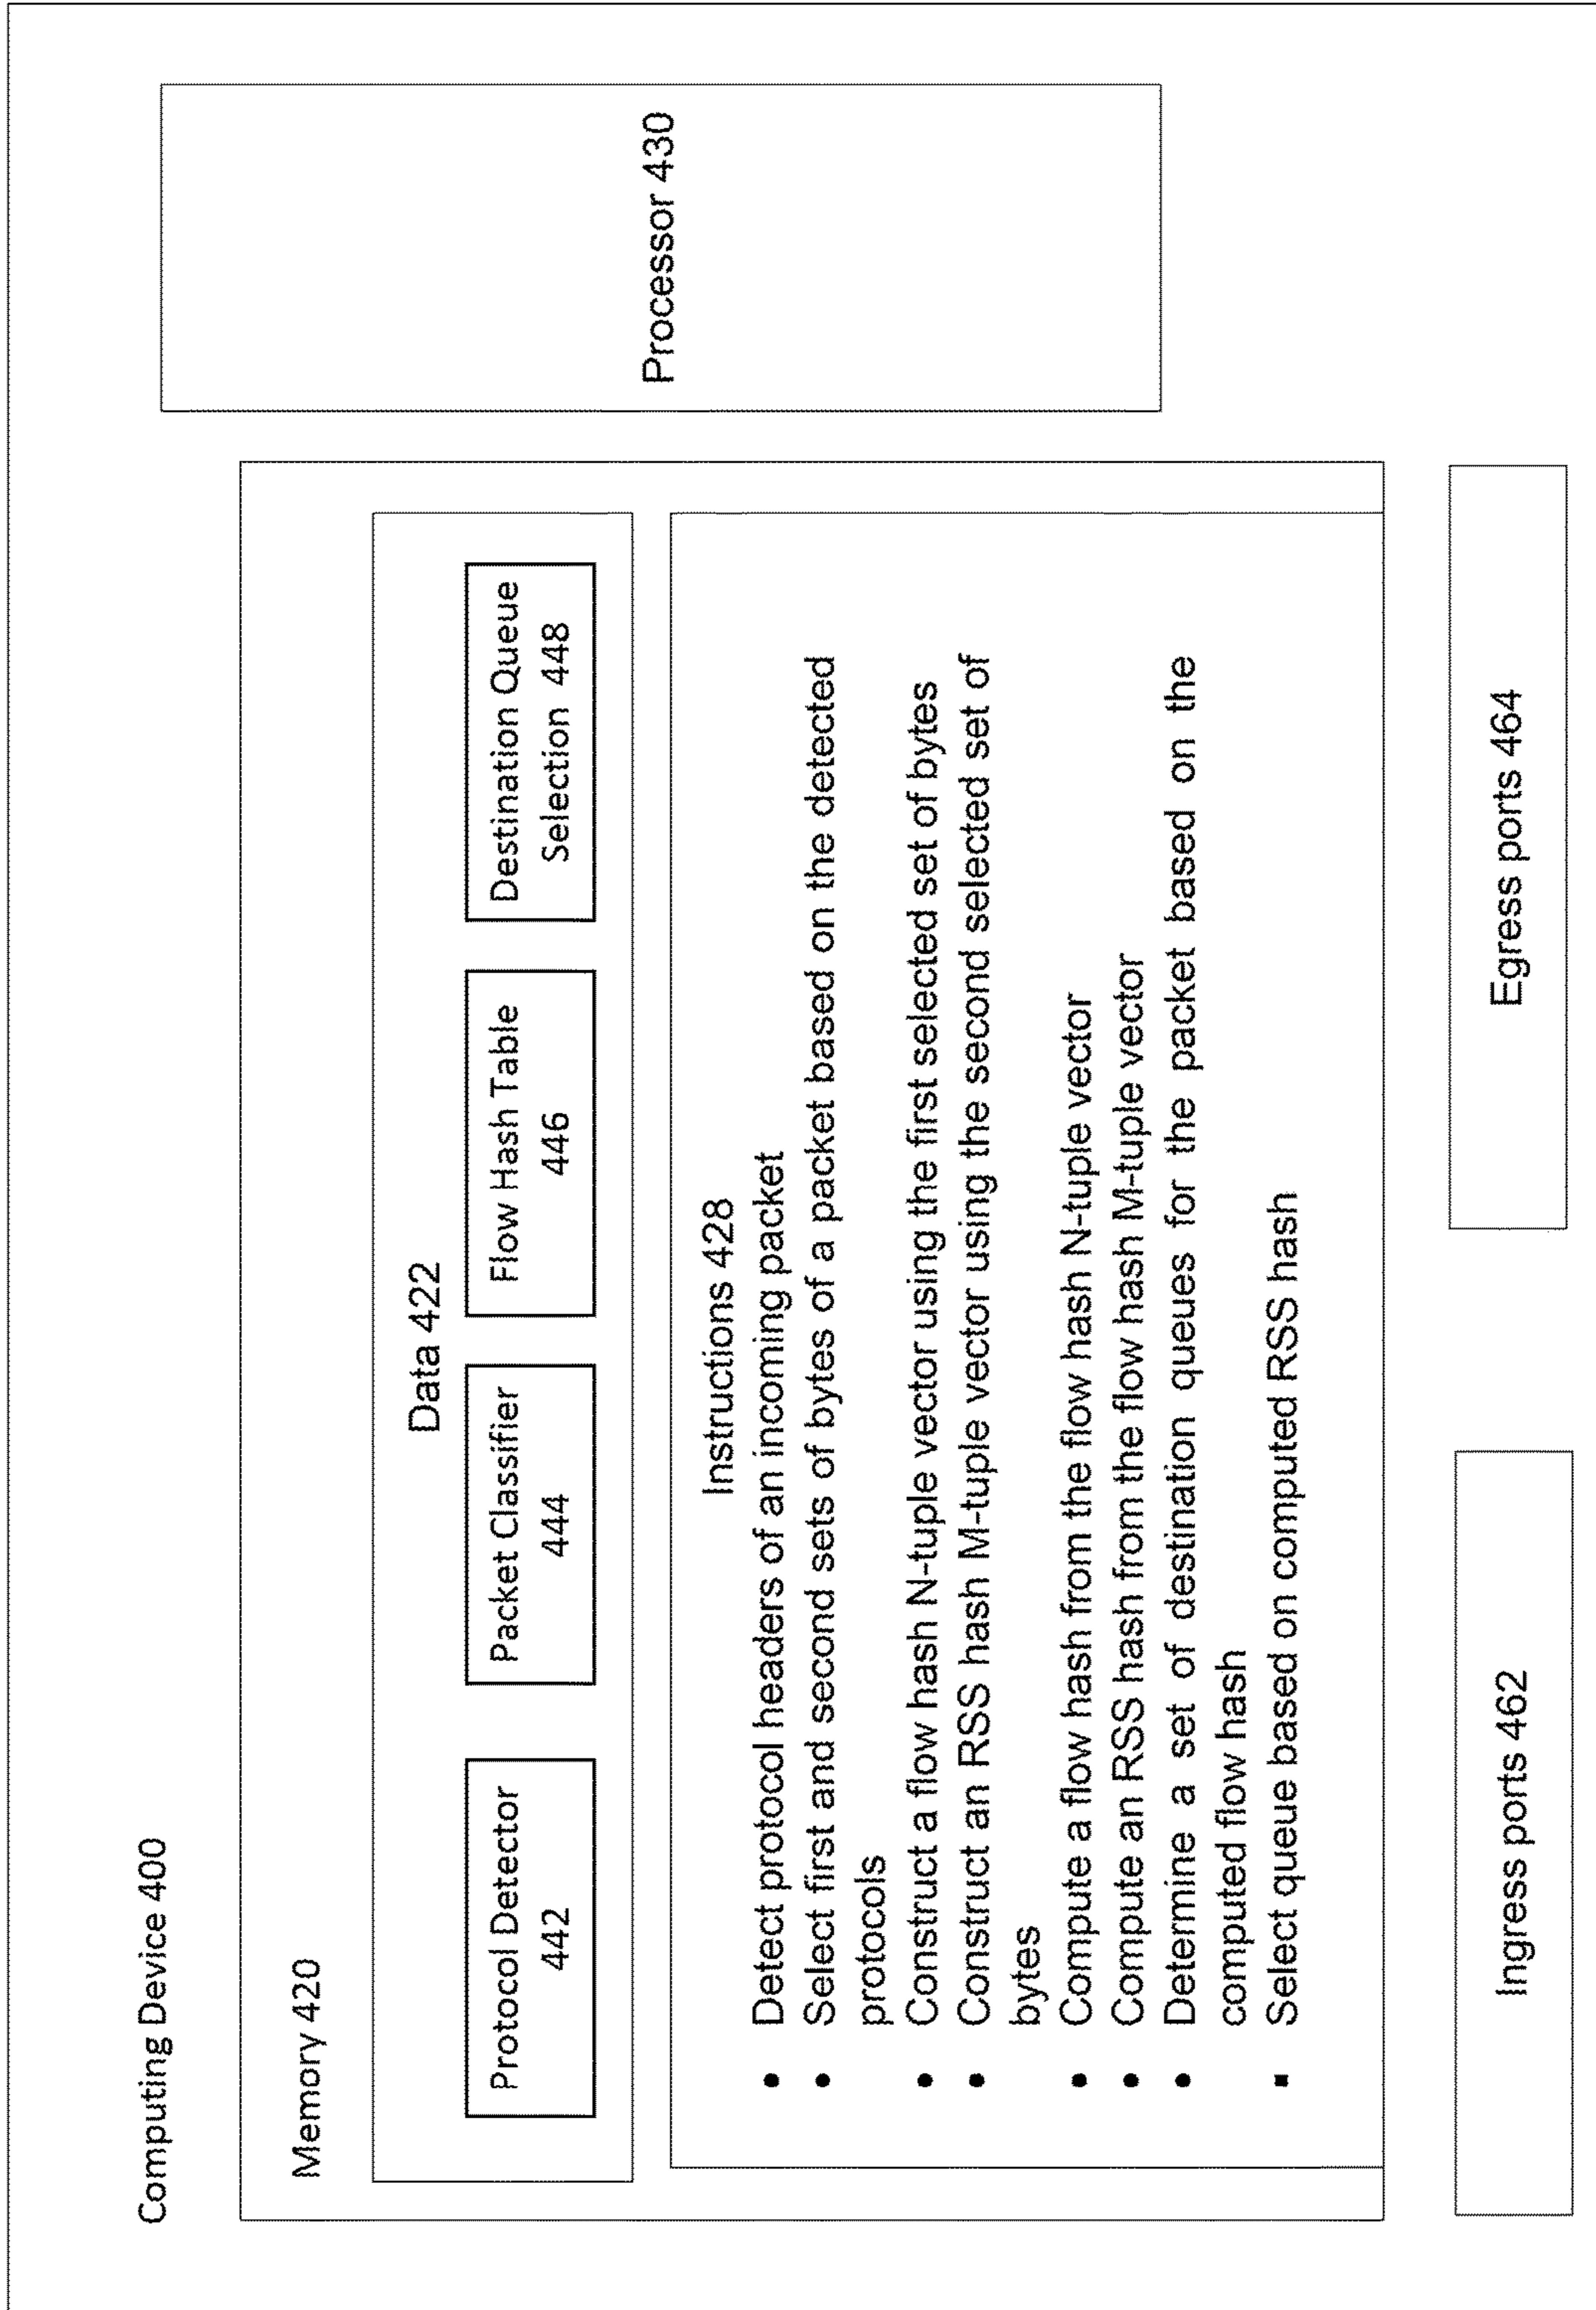 Computing Device 400
Memory 420
Data 422
Protocol Detector
442
Packet Classifier
444
Flow Hash Table
446
Destination Queue
Selection 448
Instructions 428
• Detect protocol headers of an incoming packet
• Select first and second sets of bytes of a packet based on the detected
protocols
• Construct a flow hash N-tuple vector using the first selected set of bytes
• Construct an RSS hash M-tuple vector using the second selected set of
bytes
• Compute a flow hash from the flow hash N-tuple vector
• Compute an RSS hash from the flow hash M-tuple vector
• Determine a set of destination queues for the packet based on the
computed flow hash
▪ Select queue based on computed RSS hash
Processor 430
Ingress ports 462
Egress ports 464